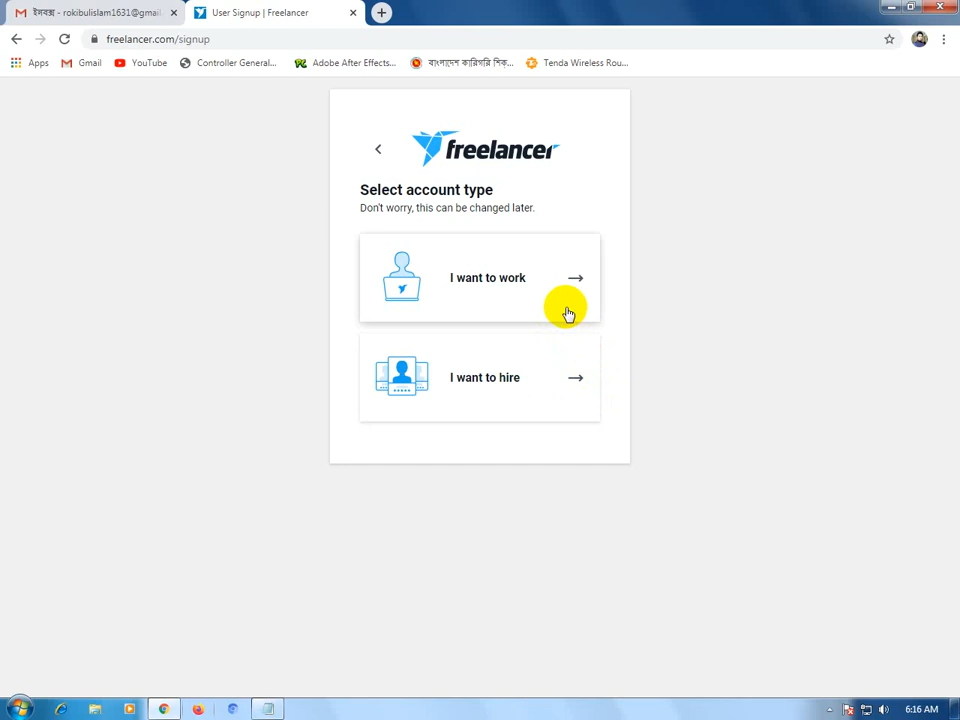 ইনবক্স - rokibulislam1631@gmail.
User Signup | Freelancer
freelancer.com/signup
Apps
Gmail
YouTube
Controller General...
Adobe After Effects...
বাংলাদেশ কারিগরি শিক...
Tenda Wireless Rou...
freelancer
Select account type
Don't worry, this can be changed later.
I want to work
I want to hire
6:16 AM